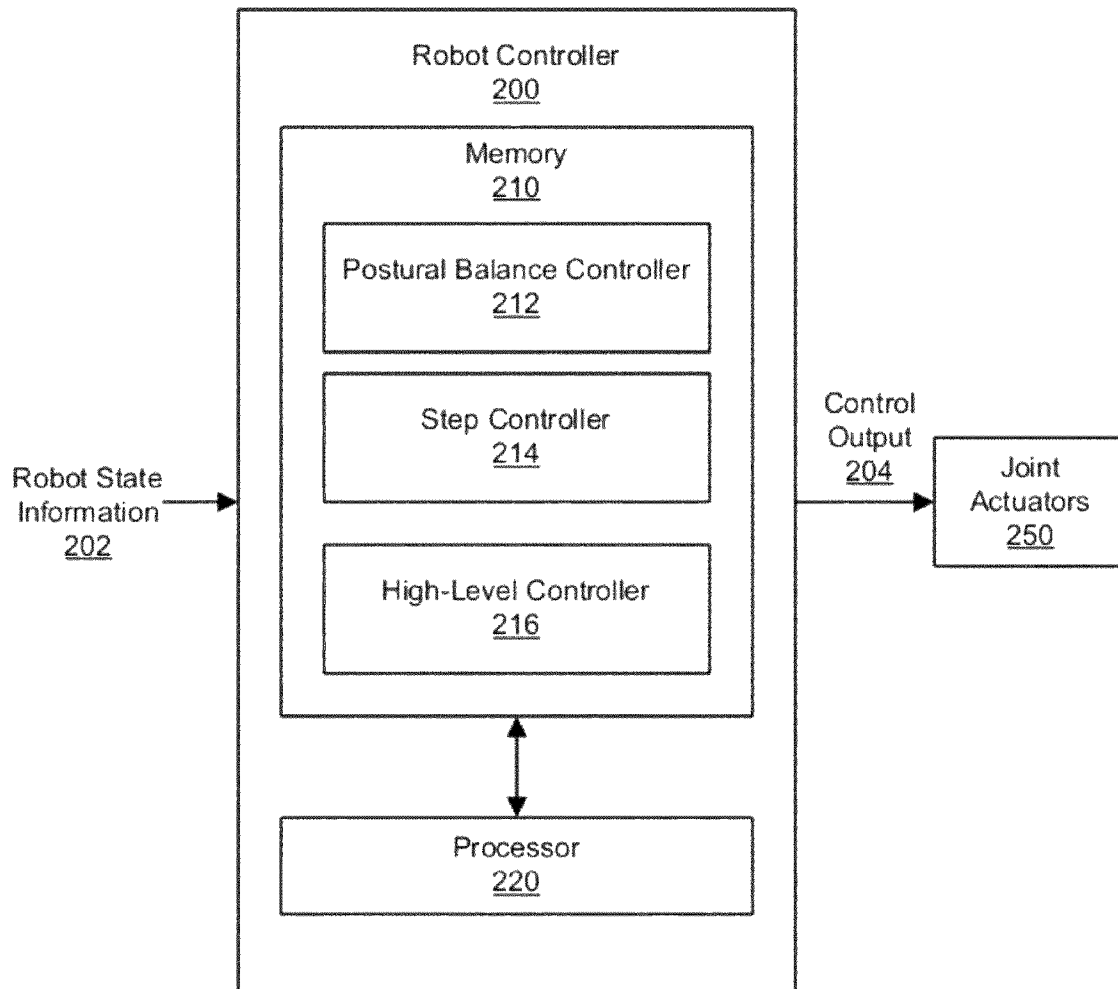 Robot Controller
200
Memory
210
Postural Balance Controller
212
Step Controller
214
High-Level Controller
216
Processor
220
Robot State
Information
202
Control
Output
204
Joint
Actuators
250